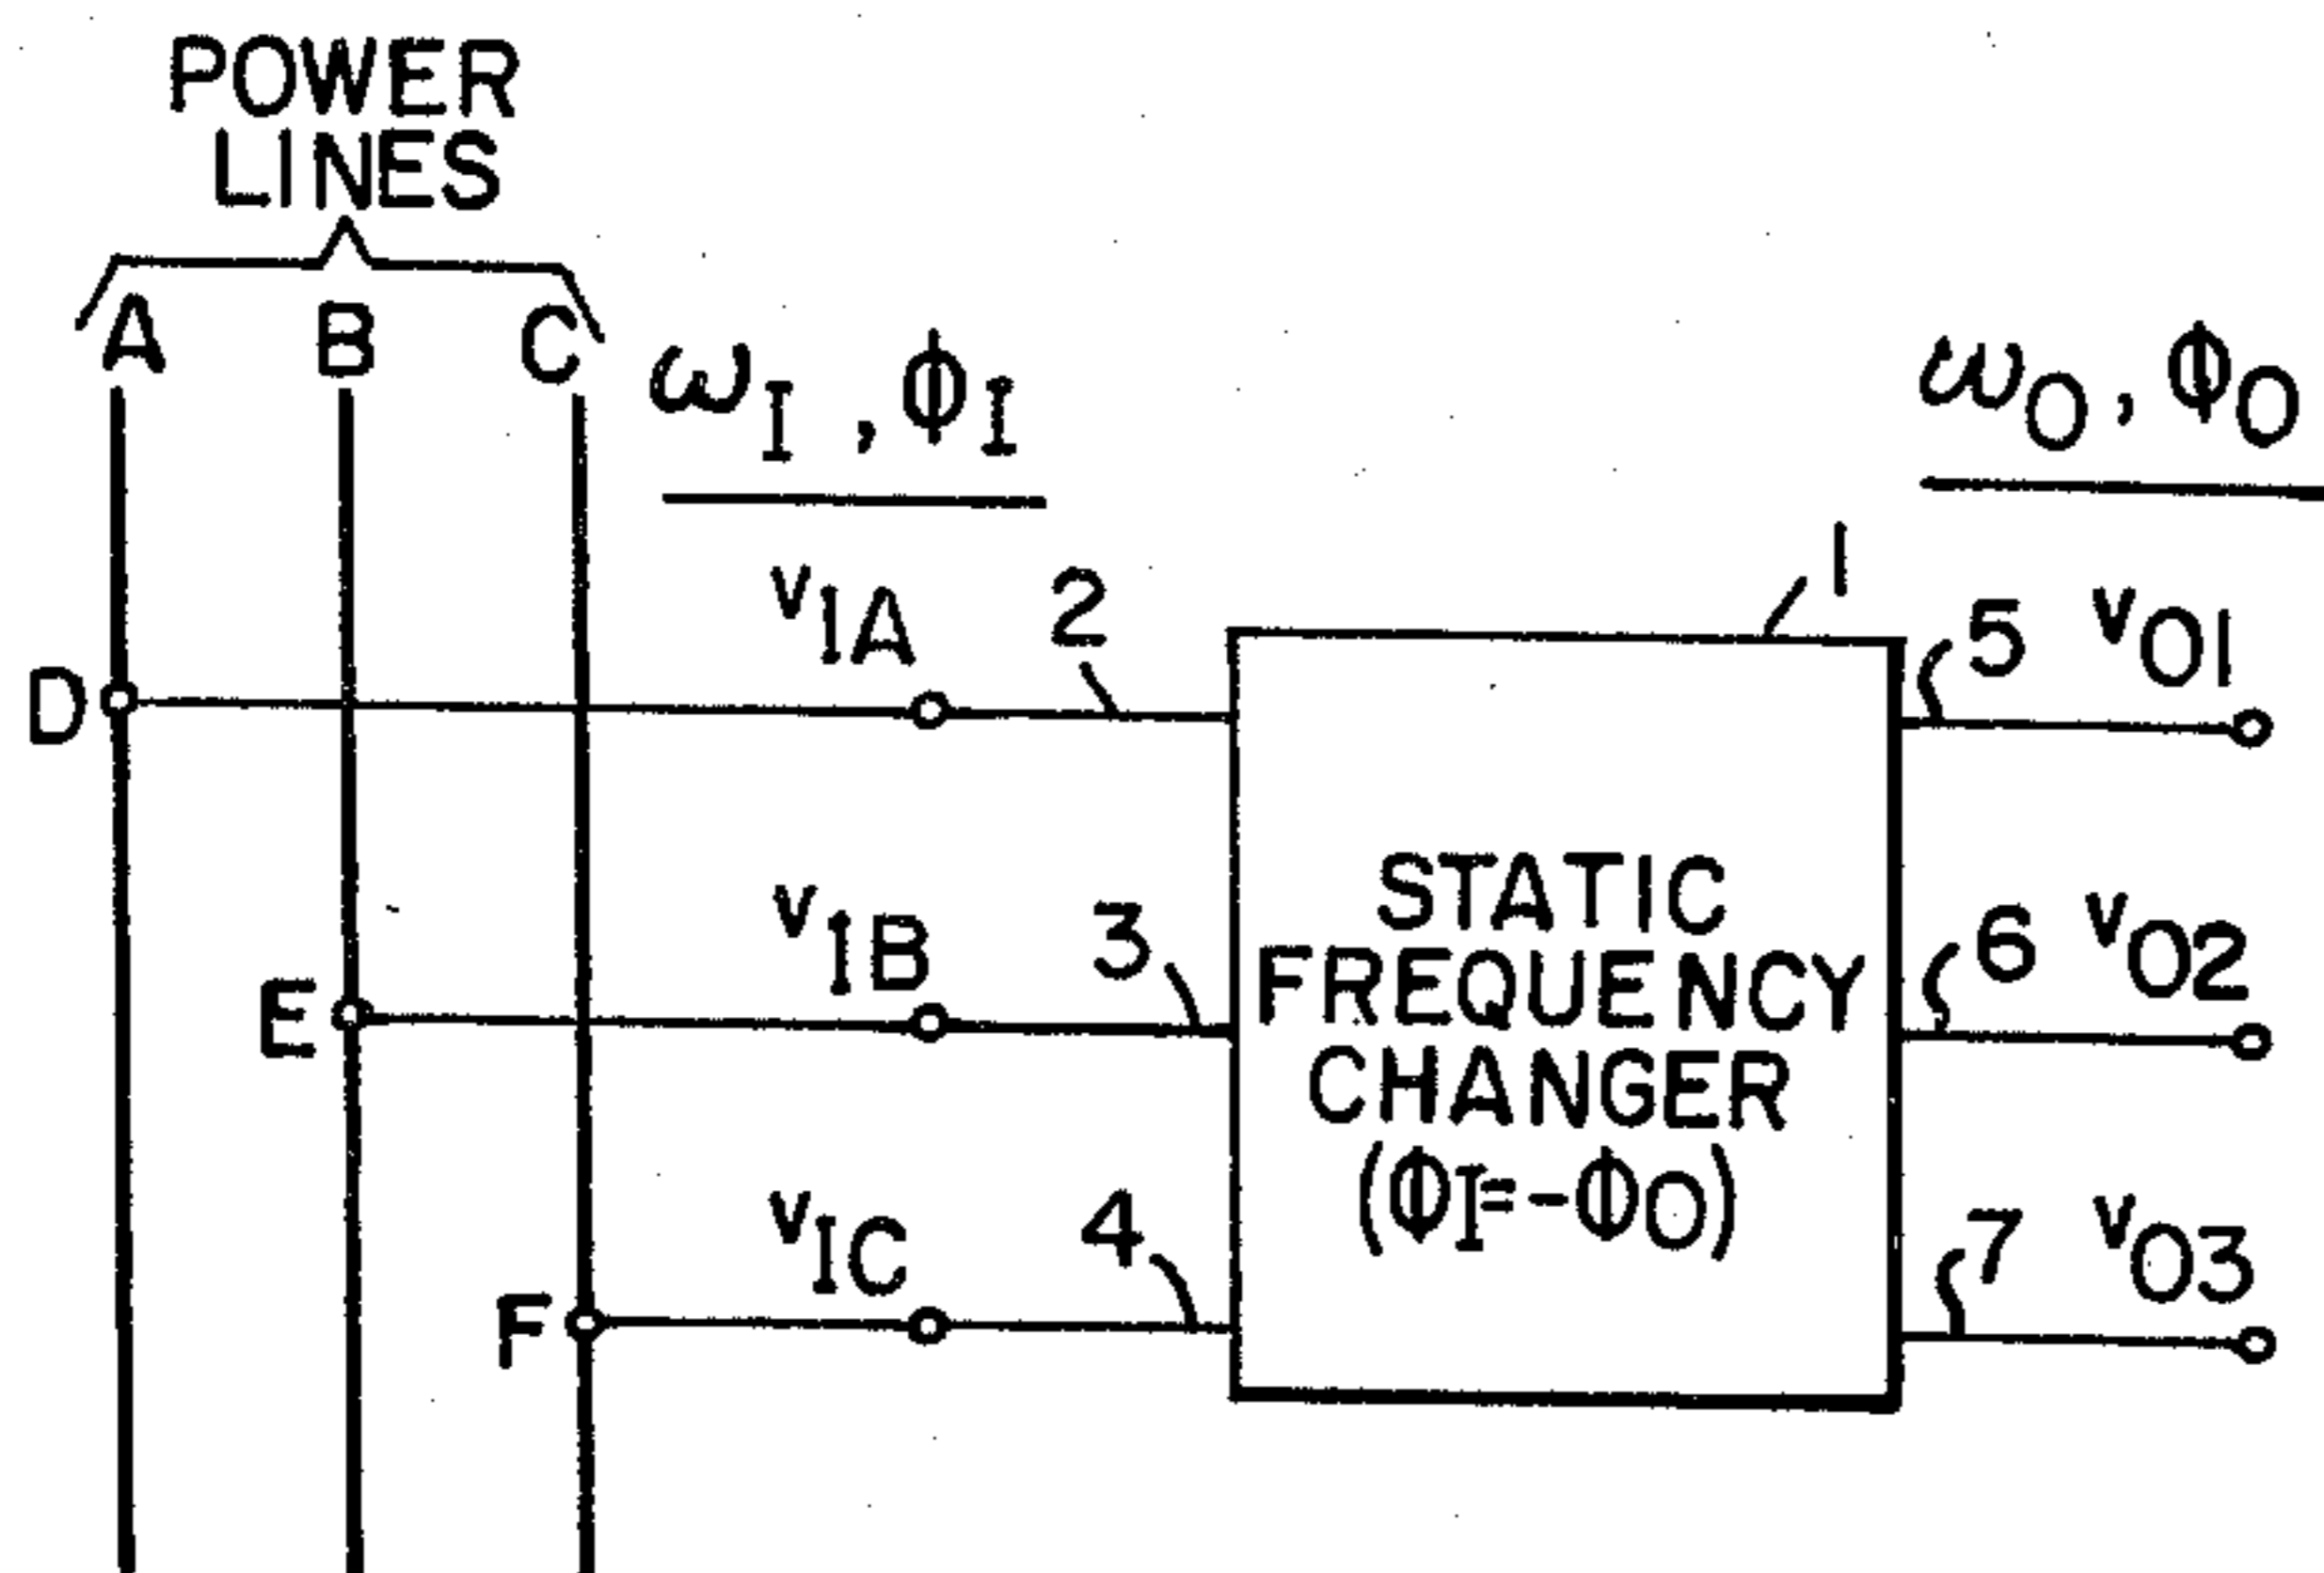 POWER
LINES
A B C
ωI , ϕI
ωO , ϕO
1
vIA 2
5 vO1
D
vIB 3
6 vO2
E
STATIC
FREQUENCY
CHANGER
(ϕI=-ϕO)
vIC 4
7 vO3
F